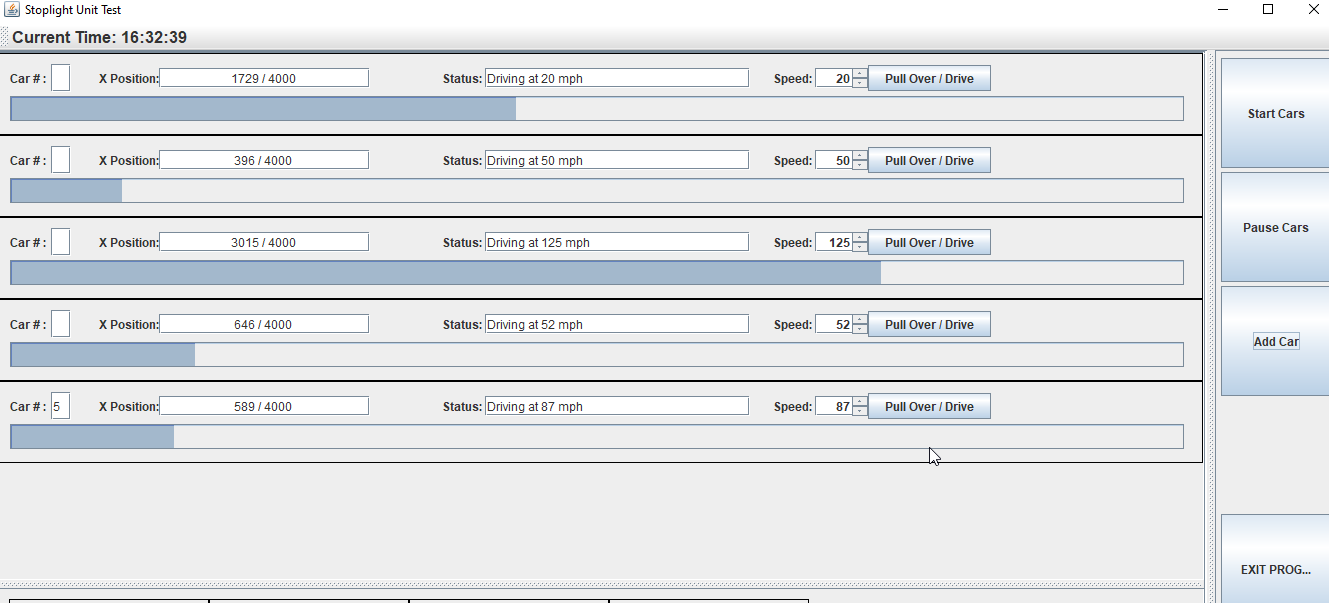 Stoplight Unit Test
Current Time: 16:32:39
Car # : X Position: 1729 / 4000 Status: Driving at 20 mph Speed: 20 Pull Over / Drive
Car # : X Position: 396 / 4000 Status: Driving at 50 mph Speed: 50 Pull Over / Drive
Car # : X Position: 3015 / 4000 Status: Driving at 125 mph Speed: 125 Pull Over / Drive
Car # : X Position: 646 / 4000 Status: Driving at 52 mph Speed: 52 Pull Over / Drive
Car # : 5 X Position: 589 / 4000 Status: Driving at 87 mph Speed: 87 Pull Over / Drive
Start Cars
Pause Cars
Add Car
EXIT PROG...